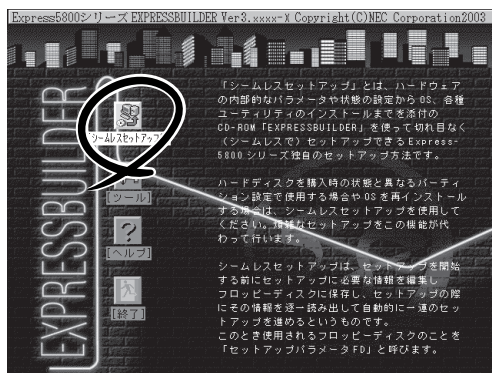 Express5800シリーズ EXPRESSBUILDER Ver3.xxxx-X Copyright(C)NEC Corporation2003
EXPRESSBUILDER
シームレスセットアップ
[ツール]
?
[ヘルプ]
[終了]
「シームレスセットアップ」とは、ハードウェア
の内部的なパラメータや状態の設定からOS、各種
ユーティリティのインストールまでを添付の
CD-ROM「EXPRESSBUILDER」を使って切れ目なく
(シームレスで)セットアップできるExpress-
5800シリーズ独自のセットアップ方法です。
ハードディスクを購入時の状態と異なるパーティ
ション設定で使用する場合やOSを再インストール
する場合は、シームレスセットアップを使用して
ください。煩雑なセットアップをこの機能が代
わって行います。
シームレスセットアップは、セットアップを開始
する前にセットアップに必要な情報を編集し
フロッピーディスクに保存し、セットアップの際
にその情報を逐一読み出して自動的に一連のセッ
トアップを進めるというものです。
このとき使用されるフロッピーディスクのことを
「セットアップパラメータFD」と呼びます。